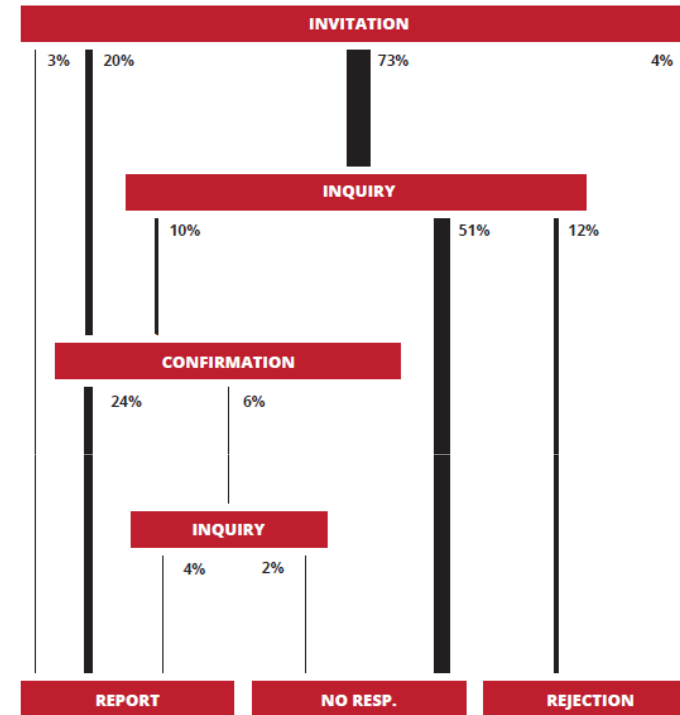 INVITATION
3% 20% 73% 4%
INQUIRY
10% 51% 12%
CONFIRMATION
24% 6%
INQUIRY
4% 2%
REPORT NO RESP. REJECTION